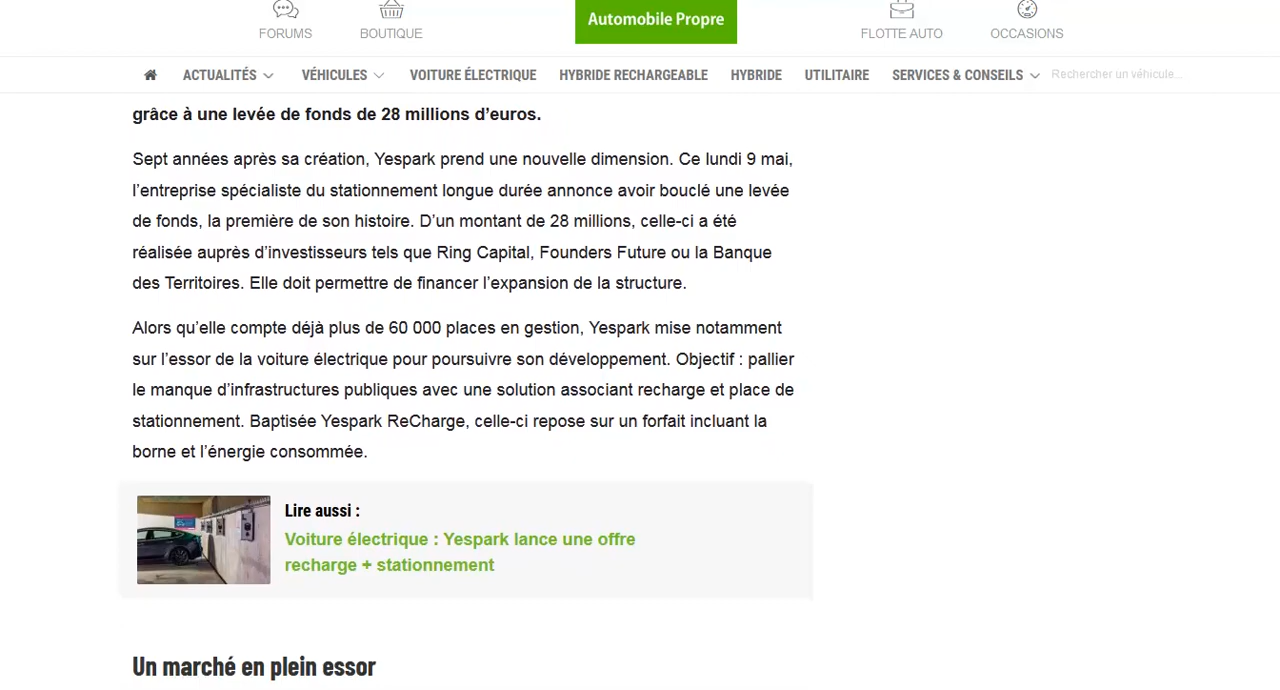 FORUMS
BOUTIQUE
Automobile Propre
FLOTTE AUTO
OCCASIONS
ACTUALITÉS
VÉHICULES
VOITURE ÉLECTRIQUE
HYBRIDE RECHARGEABLE
HYBRIDE
UTILITAIRE
SERVICES & CONSEILS
Rechercher un véhicule...
grâce à une levée de fonds de 28 millions d’euros.
Sept années après sa création, Yespark prend une nouvelle dimension. Ce lundi 9 mai,
l’entreprise spécialiste du stationnement longue durée annonce avoir bouclé une levée
de fonds, la première de son histoire. D’un montant de 28 millions, celle-ci a été
réalisée auprès d’investisseurs tels que Ring Capital, Founders Future ou la Banque
des Territoires. Elle doit permettre de financer l’expansion de la structure.
Alors qu’elle compte déjà plus de 60 000 places en gestion, Yespark mise notamment
sur l’essor de la voiture électrique pour poursuivre son développement. Objectif : pallier
le manque d’infrastructures publiques avec une solution associant recharge et place de
stationnement. Baptisée Yespark ReCharge, celle-ci repose sur un forfait incluant la
borne et l’énergie consommée.
Lire aussi :
Voiture électrique : Yespark lance une offre
recharge + stationnement
Un marché en plein essor